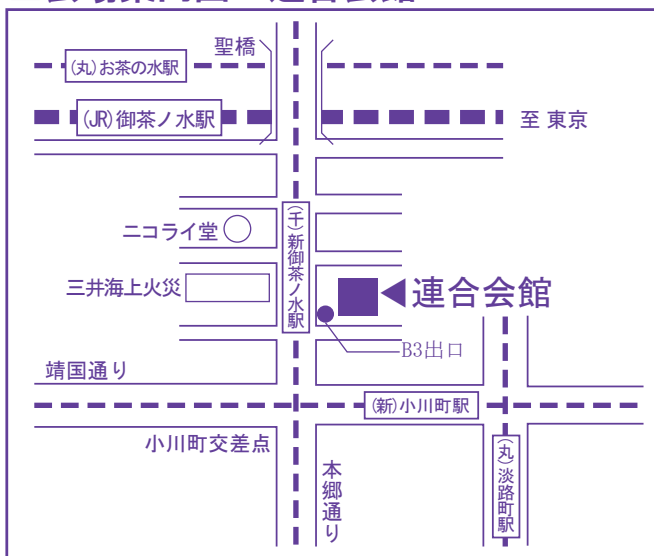 聖橋
(丸)お茶の水駅
(JR)御茶ノ水駅
至 東京
ニコライ堂
(千)新御茶ノ水駅
三井海上火災
連合会館
B3出口
靖国通り
(新)小川町駅
小川町交差点
本郷通り
(丸)淡路町駅